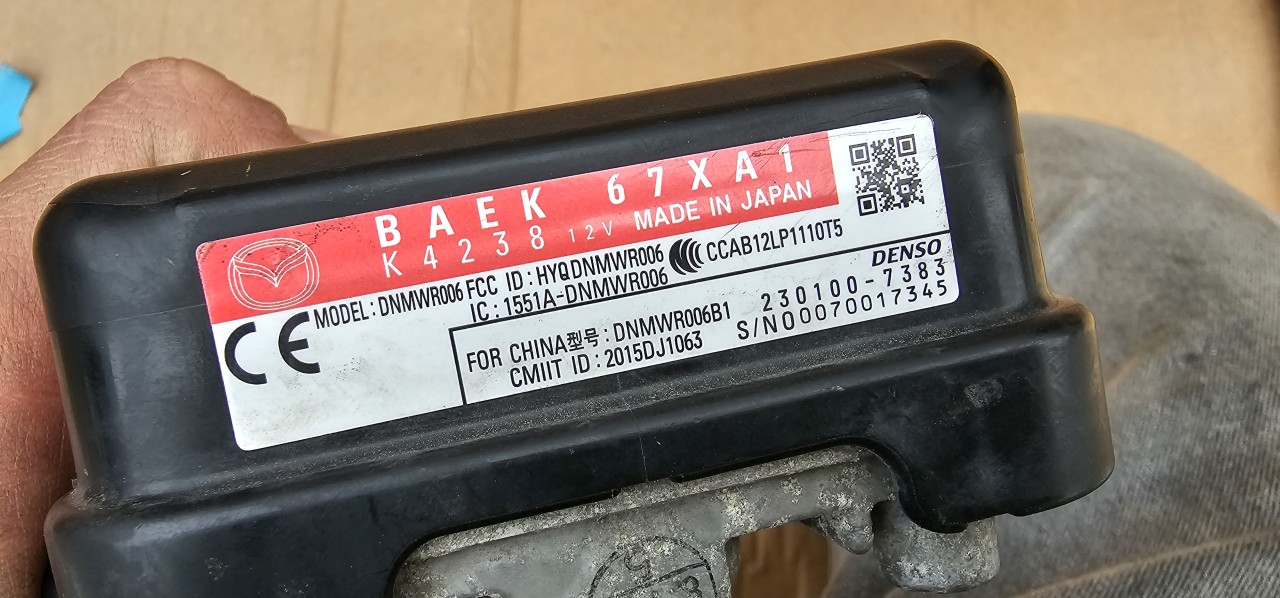 BAEK 67XA1
K4238 12V MADE IN JAPAN
MODEL : DNMWR006 FCC ID : HYQDNMWR006 CCAB12LP1110T5
IC : 1551A-DNMWR006
DENSO
CE
FOR CHINA型号 : DNMWR006B1 230100-7383
CMIIT ID : 2015DJ1063 S/N00070017345